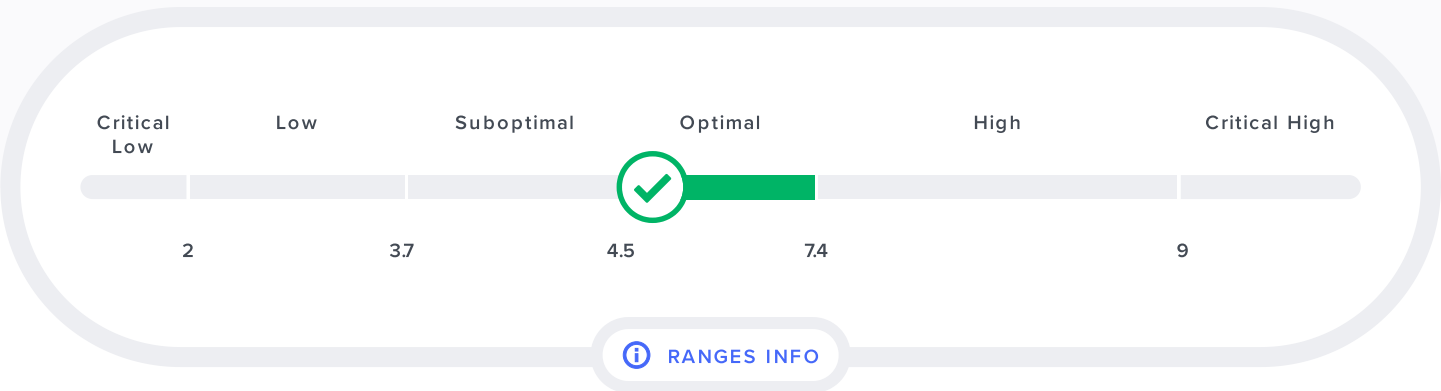 Critical Low
Low
Suboptimal
Optimal
High
Critical High
2
3.7
4.5
7.4
9
RANGES INFO